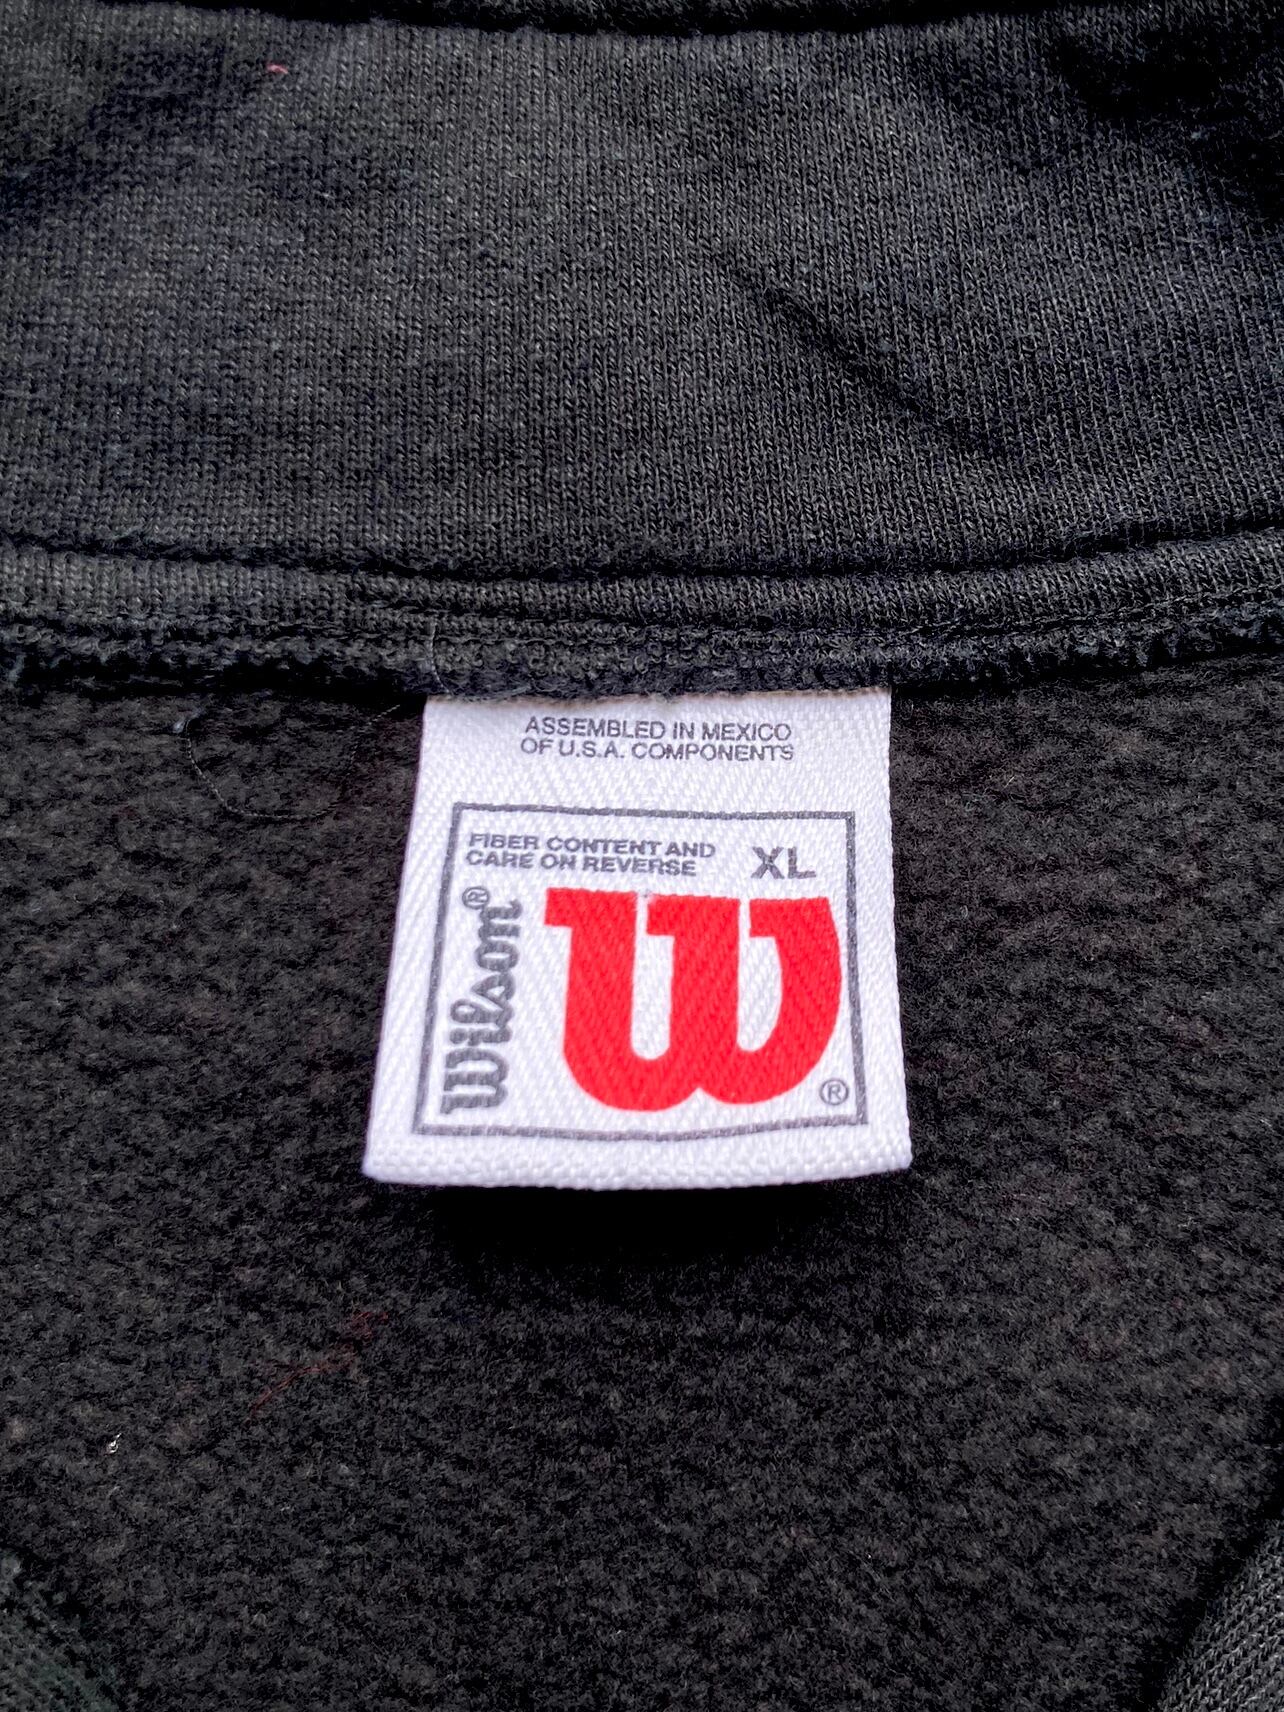 ASSEMBLED IN MEXICO
OF U.S.A. COMPONENTS
FIBER CONTENT AND
CARE ON REVERSE
XL
Wilson®
W
®